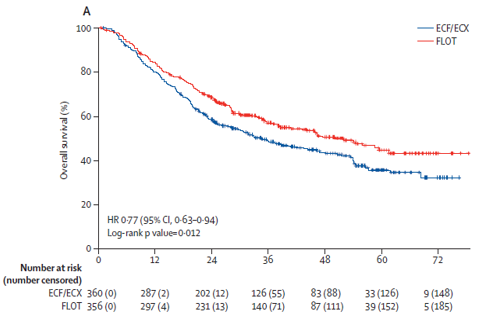 A
ECF/ECX
FLOT
100
80
60
40
20
0
Overall survival (%)
HR 0·77 (95% CI, 0·63–0·94)
Log-rank p value=0·012
0 12 24 36 48 60 72
Number at risk
(number censored)
ECF/ECX 360 (0) 287 (2) 202 (12) 126 (55) 83 (88) 33 (126) 9 (148)
FLOT 356 (0) 297 (4) 231 (13) 140 (71) 87 (111) 39 (152) 5 (185)